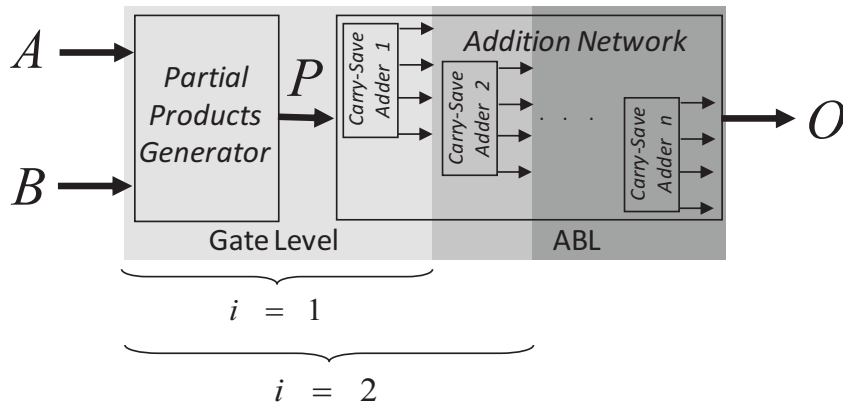 A
B
Partial
Products
Generator
P
Carry-Save
Adder 1
Addition Network
Carry-Save
Adder 2
. . .
Carry-Save
Adder n
O
Gate Level
ABL
i = 1
i = 2